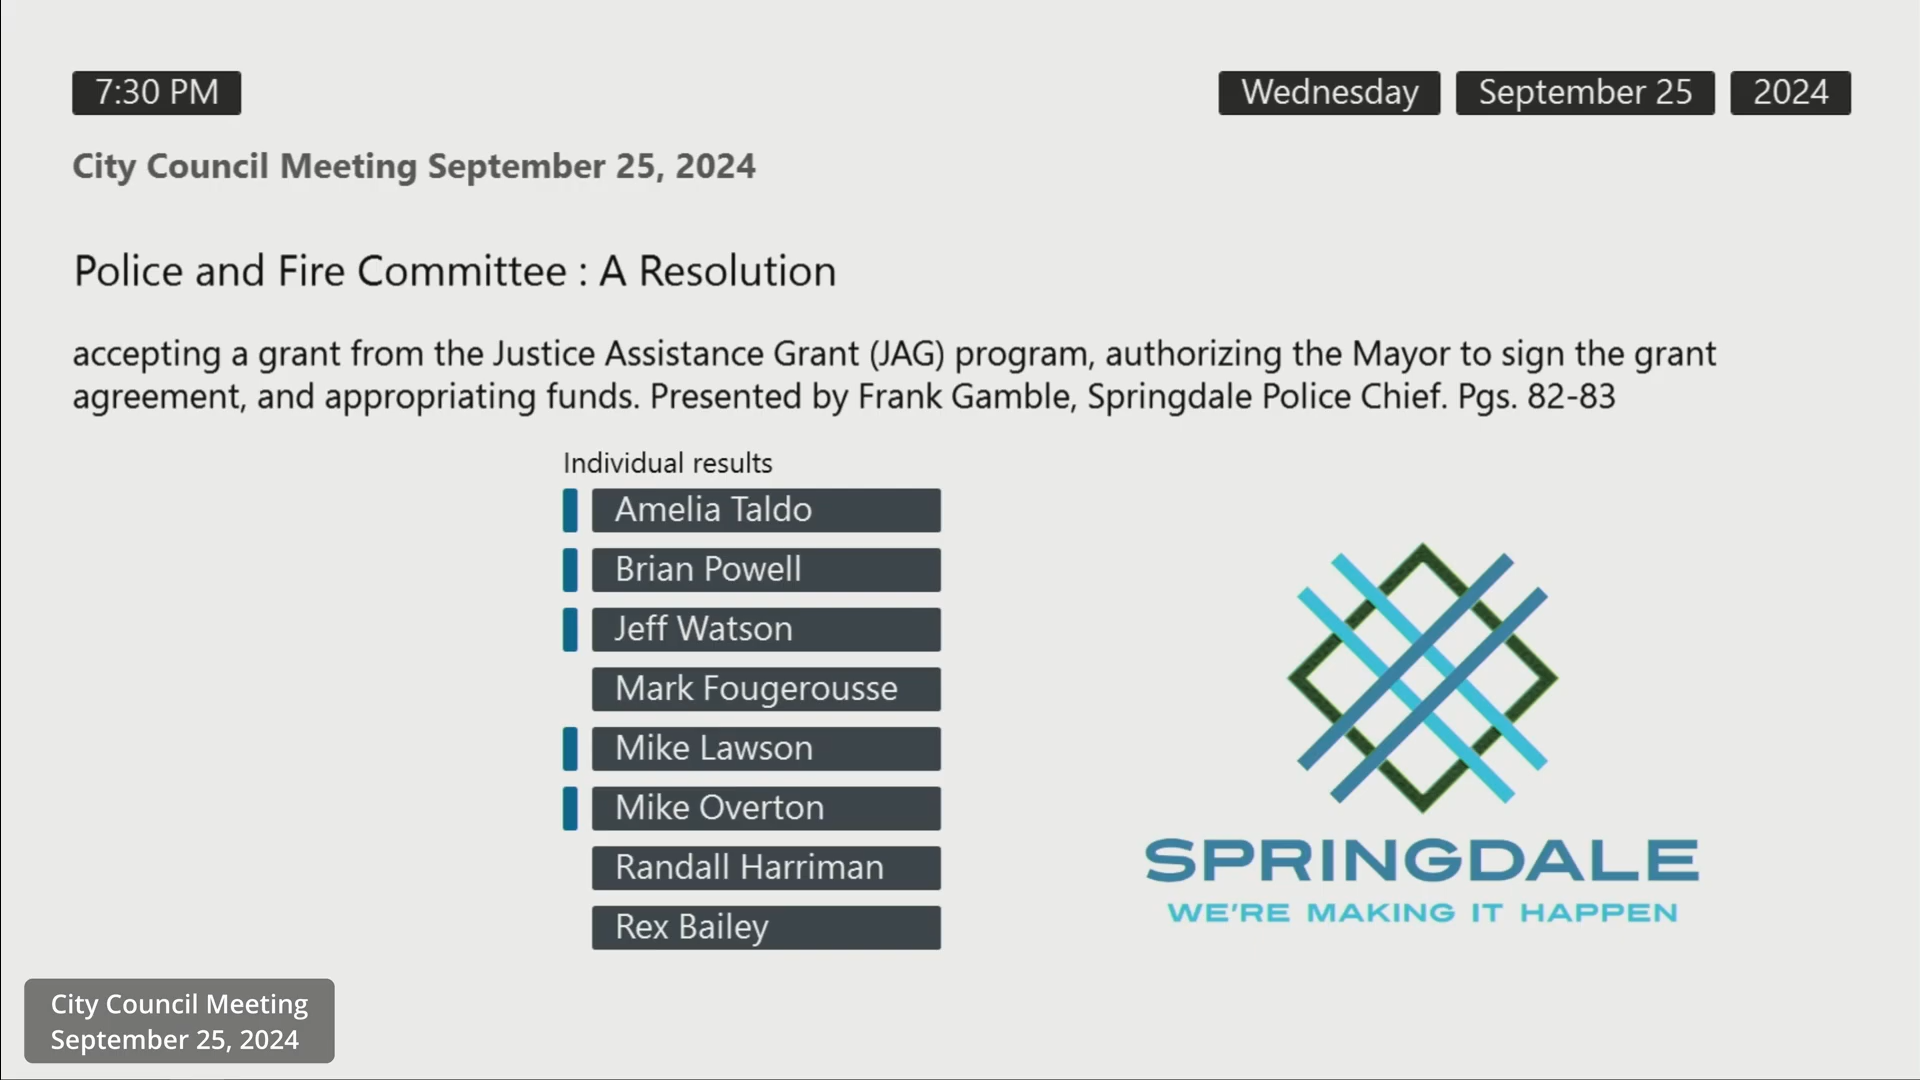 7:30 PM
Wednesday September 25 2024
City Council Meeting September 25, 2024
Police and Fire Committee : A Resolution
accepting a grant from the Justice Assistance Grant (JAG) program, authorizing the Mayor to sign the grant
agreement, and appropriating funds. Presented by Frank Gamble, Springdale Police Chief. Pgs. 82-83
Individual results
Amelia Taldo
Brian Powell
Jeff Watson
Mark Fougerousse
Mike Lawson
Mike Overton
Randall Harriman
Rex Bailey
SPRINGDALE
WE'RE MAKING IT HAPPEN
City Council Meeting
September 25, 2024